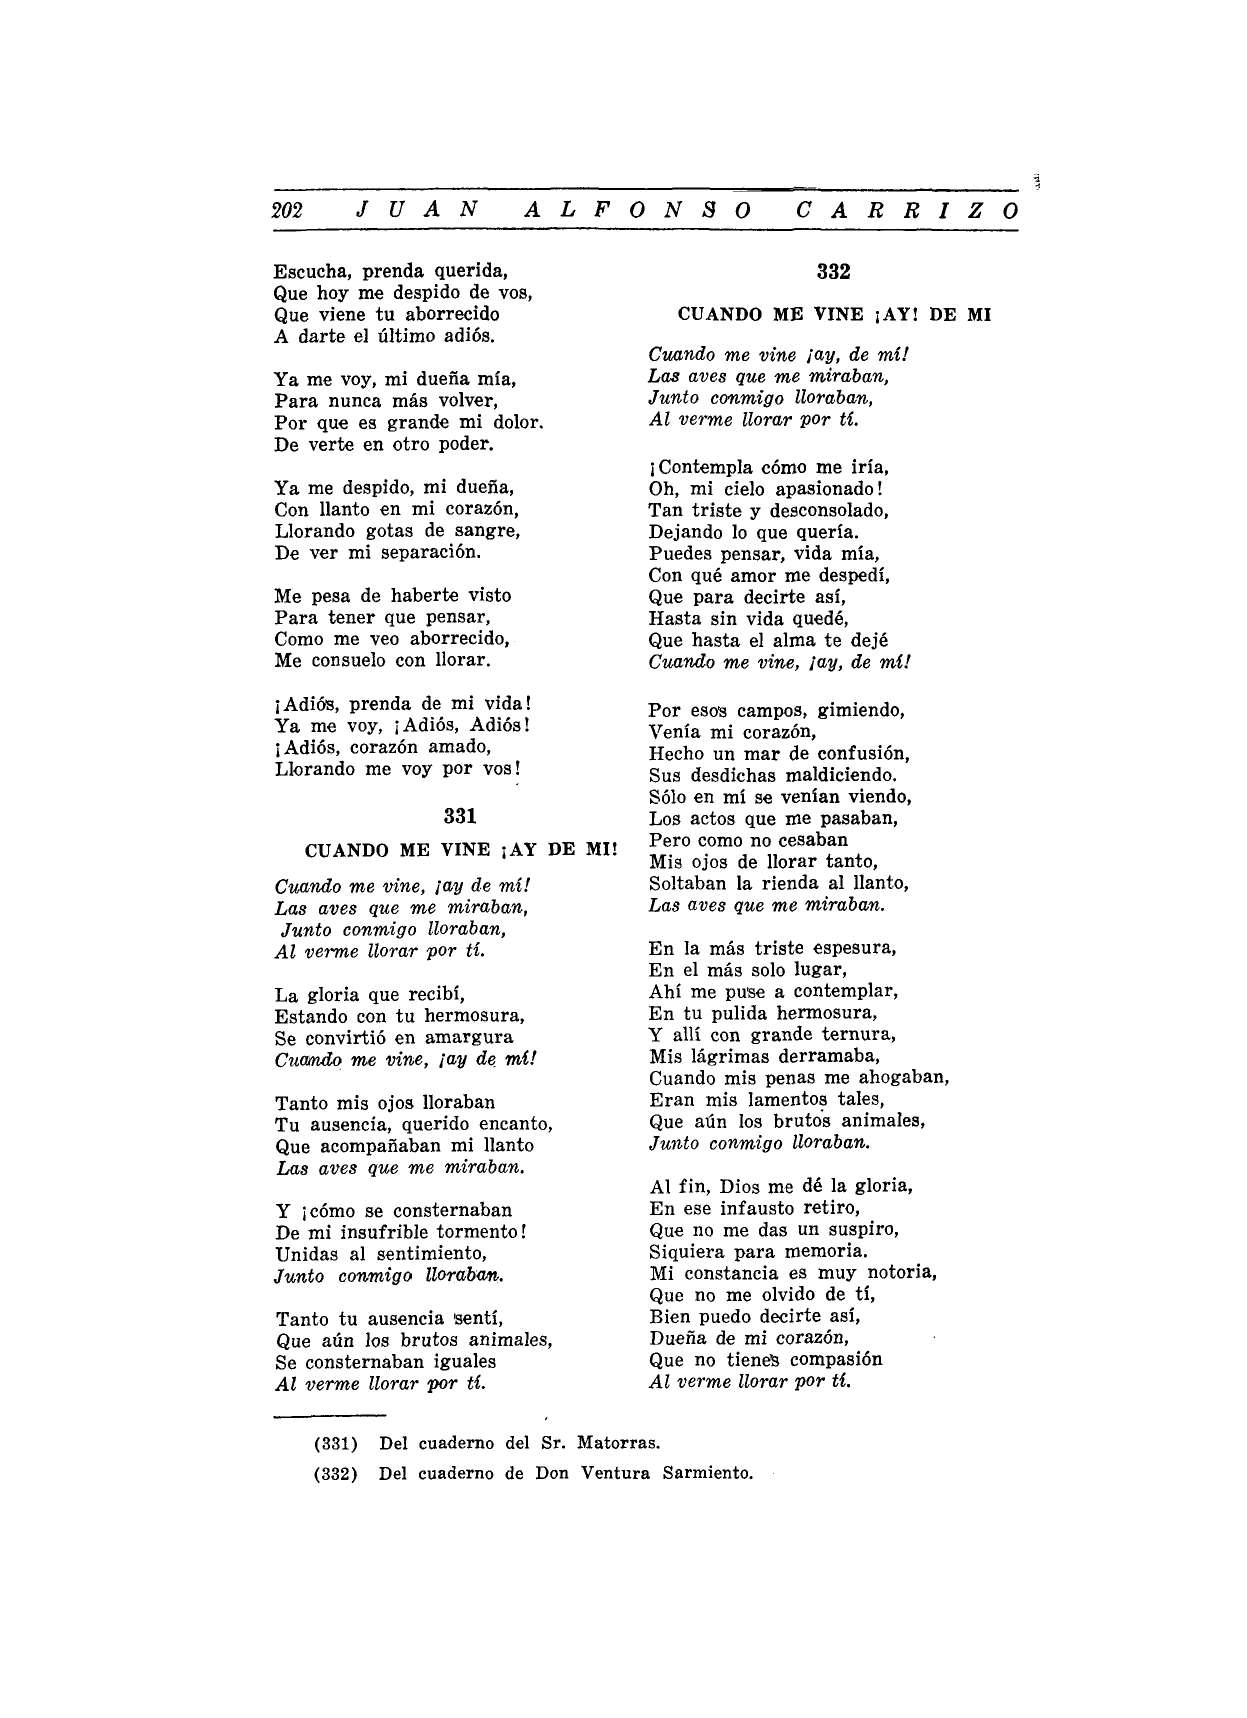 202 JUAN ALFONSO CARRIZO
Escucha, prenda querida,
Que hoy me despido de vos,
Que viene tu aborrecido
A darte el último adiós.
Ya me voy, mi dueña mía,
Para nunca más volver,
Por que es grande mi dolor.
De verte en otro poder.
Ya me despido, mi dueña,
Con llanto en mi corazón,
Llorando gotas de sangre,
De ver mi separación.
Me pesa de haberte visto
Para tener que pensar,
Como me veo aborrecido,
Me consuelo con llorar.
¡Adiós, prenda de mi vida!
Ya me voy, ¡Adiós, Adiós!
¡Adiós, corazón amado,
Llorando me voy por vos!
331
CUANDO ME VINE ¡AY DE MI!
Cuando me vine, ¡ay de mí!
Las aves que me miraban,
Junto conmigo lloraban,
Al verme llorar por tí.
La gloria que recibí,
Estando con tu hermosura,
Se convirtió en amargura
Cuando me vine, ¡ay de mí!
Tanto mis ojos lloraban
Tu ausencia, querido encanto,
Que acompañaban mi llanto
Las aves que me miraban.
Y ¡cómo se consternaban
De mi insufrible tormento!
Unidas al sentimiento,
Junto conmigo lloraban.
Tanto tu ausencia sentí,
Que aún los brutos animales,
Se consternaban iguales
Al verme llorar por tí.
332
CUANDO ME VINE ¡AY! DE MI
Cuando me vine ¡ay, de mí!
Las aves que me miraban,
Junto conmigo lloraban,
Al verme llorar por tí.
¡Contempla cómo me iría,
Oh, mi cielo apasionado!
Tan triste y desconsolado,
Dejando lo que quería.
Puedes pensar, vida mía,
Con qué amor me despedí,
Que para decirte así,
Hasta sin vida quedé,
Que hasta el alma te dejé
Cuando me vine, ¡ay, de mí!
Por esos campos, gimiendo,
Venía mi corazón,
Hecho un mar de confusión,
Sus desdichas maldiciendo.
Sólo en mí se venían viendo,
Los actos que me pasaban,
Pero como no cesaban
Mis ojos de llorar tanto,
Soltaban la rienda al llanto,
Las aves que me miraban.
En la más triste espesura,
En el más solo lugar,
Ahí me puse a contemplar,
En tu pulida hermosura,
Y allí con grande ternura,
Mis lágrimas derramaba,
Cuando mis penas me ahogaban,
Eran mis lamentos tales,
Que aún los brutos animales,
Junto conmigo lloraban.
Al fin, Dios me dé la gloria,
En ese infausto retiro,
Que no me das un suspiro,
Siquiera para memoria.
Mi constancia es muy notoria,
Que no me olvido de tí,
Bien puedo decirte así,
Dueña de mi corazón,
Que no tienes compasión
Al verme llorar por tí.
(331) Del cuaderno del Sr. Matorras.
(332) Del cuaderno de Don Ventura Sarmiento.